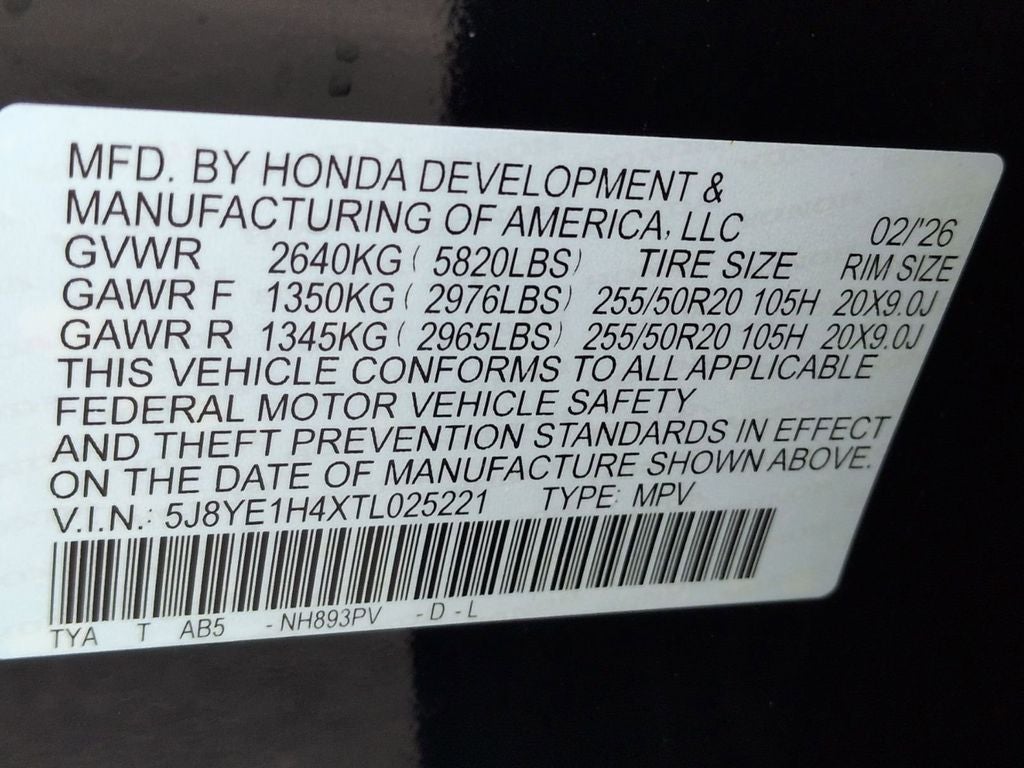 MFD. BY HONDA DEVELOPMENT &
MANUFACTURING OF AMERICA, LLC 02/'26
GVWR 2640KG ( 5820LBS) TIRE SIZE RIM SIZE
GAWR F 1350KG ( 2976LBS) 255/50R20 105H 20X9.0J
GAWR R 1345KG ( 2965LBS) 255/50R20 105H 20X9.0J
THIS VEHICLE CONFORMS TO ALL APPLICABLE
FEDERAL MOTOR VEHICLE SAFETY
AND THEFT PREVENTION STANDARDS IN EFFECT
ON THE DATE OF MANUFACTURE SHOWN ABOVE.
V.I.N.: 5J8YE1H4XTL025221 TYPE: MPV
TYA T AB5 - NH893PV - D - L